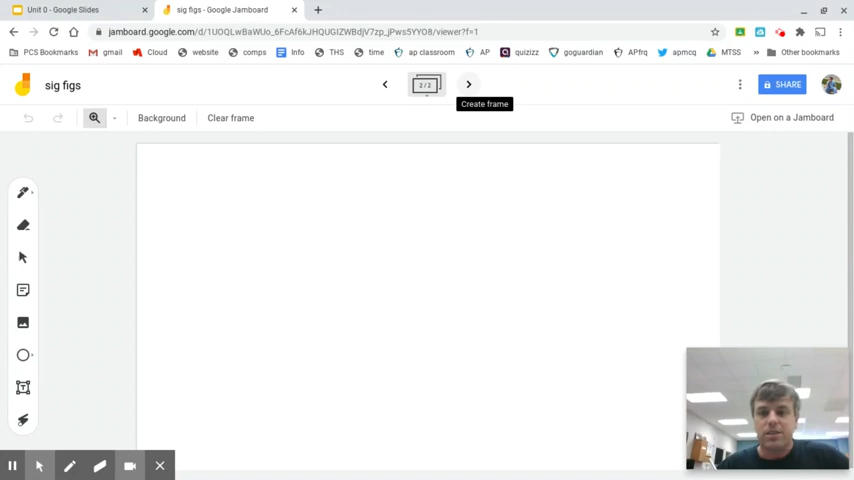 Unit 0 - Google Slides
sig figs - Google Jamboard
jamboard.google.com/d/1UOQLwBaWUo_6FcAf6kJHQUGIZWBdjV7zp_jPws5YYO8/viewer?f=1
PCS Bookmarks M gmail Cloud website comps Info THS time ap classroom AP quizizz goguardian APfrq apmcq MTSS » Other bookmarks
sig figs
2 / 2
SHARE
Create frame
Background Clear frame
Open on a Jamboard